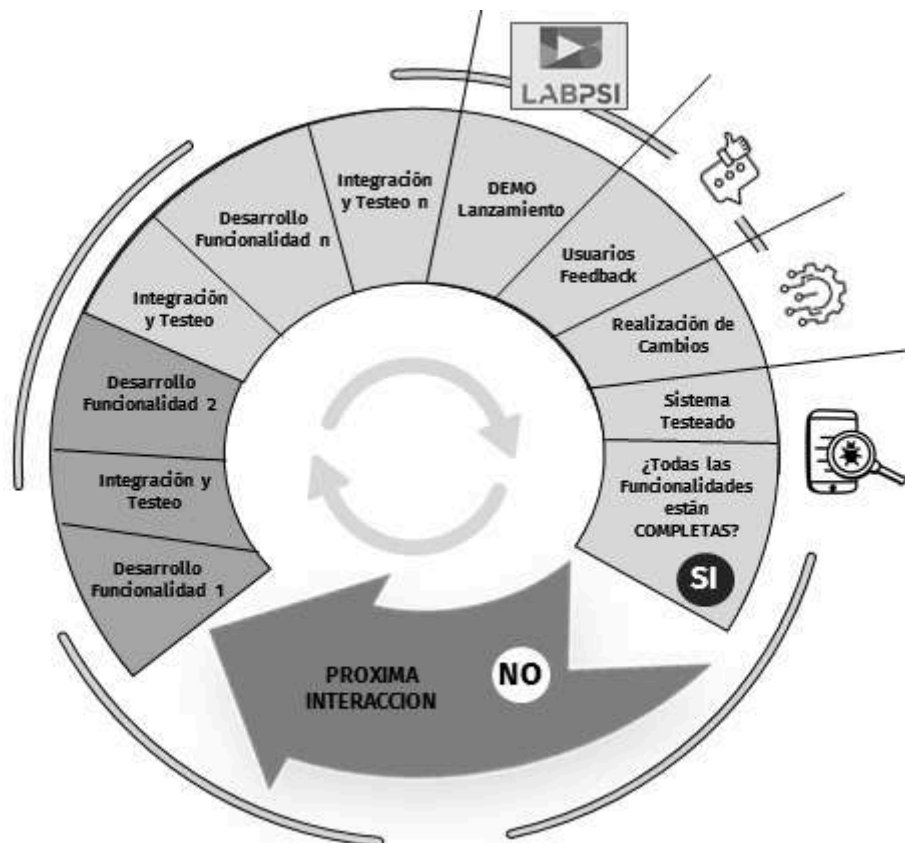 LABPSI
Desarrollo
Funcionalidad 1
Integración y
Testeo
Desarrollo
Funcionalidad 2
Integración
y Testeo
Desarrollo
Funcionalidad n
Integración
y Testeo n
DEMO
Lanzamiento
Usuarios
Feedback
Realización de
Cambios
Sistema
Testeado
¿Todas las
Funcionalidades
están
COMPLETAS?
SI
NO
PROXIMA
INTERACCION